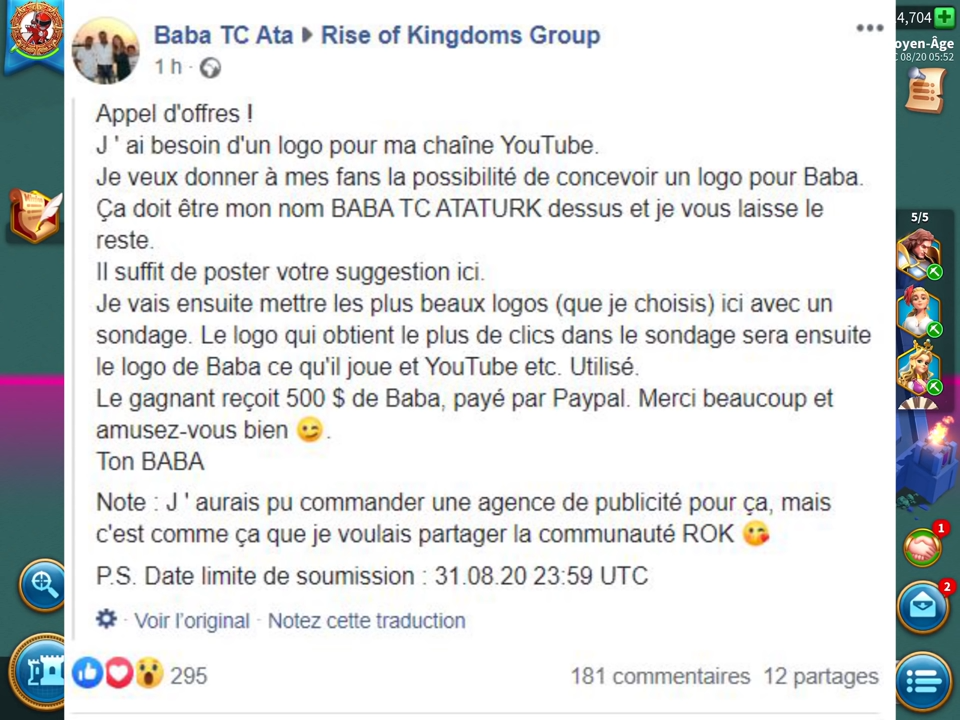 Baba TC Ata ▸ Rise of Kingdoms Group
1 h ·
Appel d'offres !
J ' ai besoin d'un logo pour ma chaîne YouTube.
Je veux donner à mes fans la possibilité de concevoir un logo pour Baba.
Ça doit être mon nom BABA TC ATATURK dessus et je vous laisse le
reste.
Il suffit de poster votre suggestion ici.
Je vais ensuite mettre les plus beaux logos (que je choisis) ici avec un
sondage. Le logo qui obtient le plus de clics dans le sondage sera ensuite
le logo de Baba ce qu'il joue et YouTube etc. Utilisé.
Le gagnant reçoit 500 $ de Baba, payé par Paypal. Merci beaucoup et
amusez-vous bien 😉.
Ton BABA
Note : J ' aurais pu commander une agence de publicité pour ça, mais
c'est comme ça que je voulais partager la communauté ROK 😋
P.S. Date limite de soumission : 31.08.20 23:59 UTC
· Voir l'original · Notez cette traduction
295
181 commentaires 12 partages
4,704
oyen-Âge
08/20 05:52
5/5
1
2